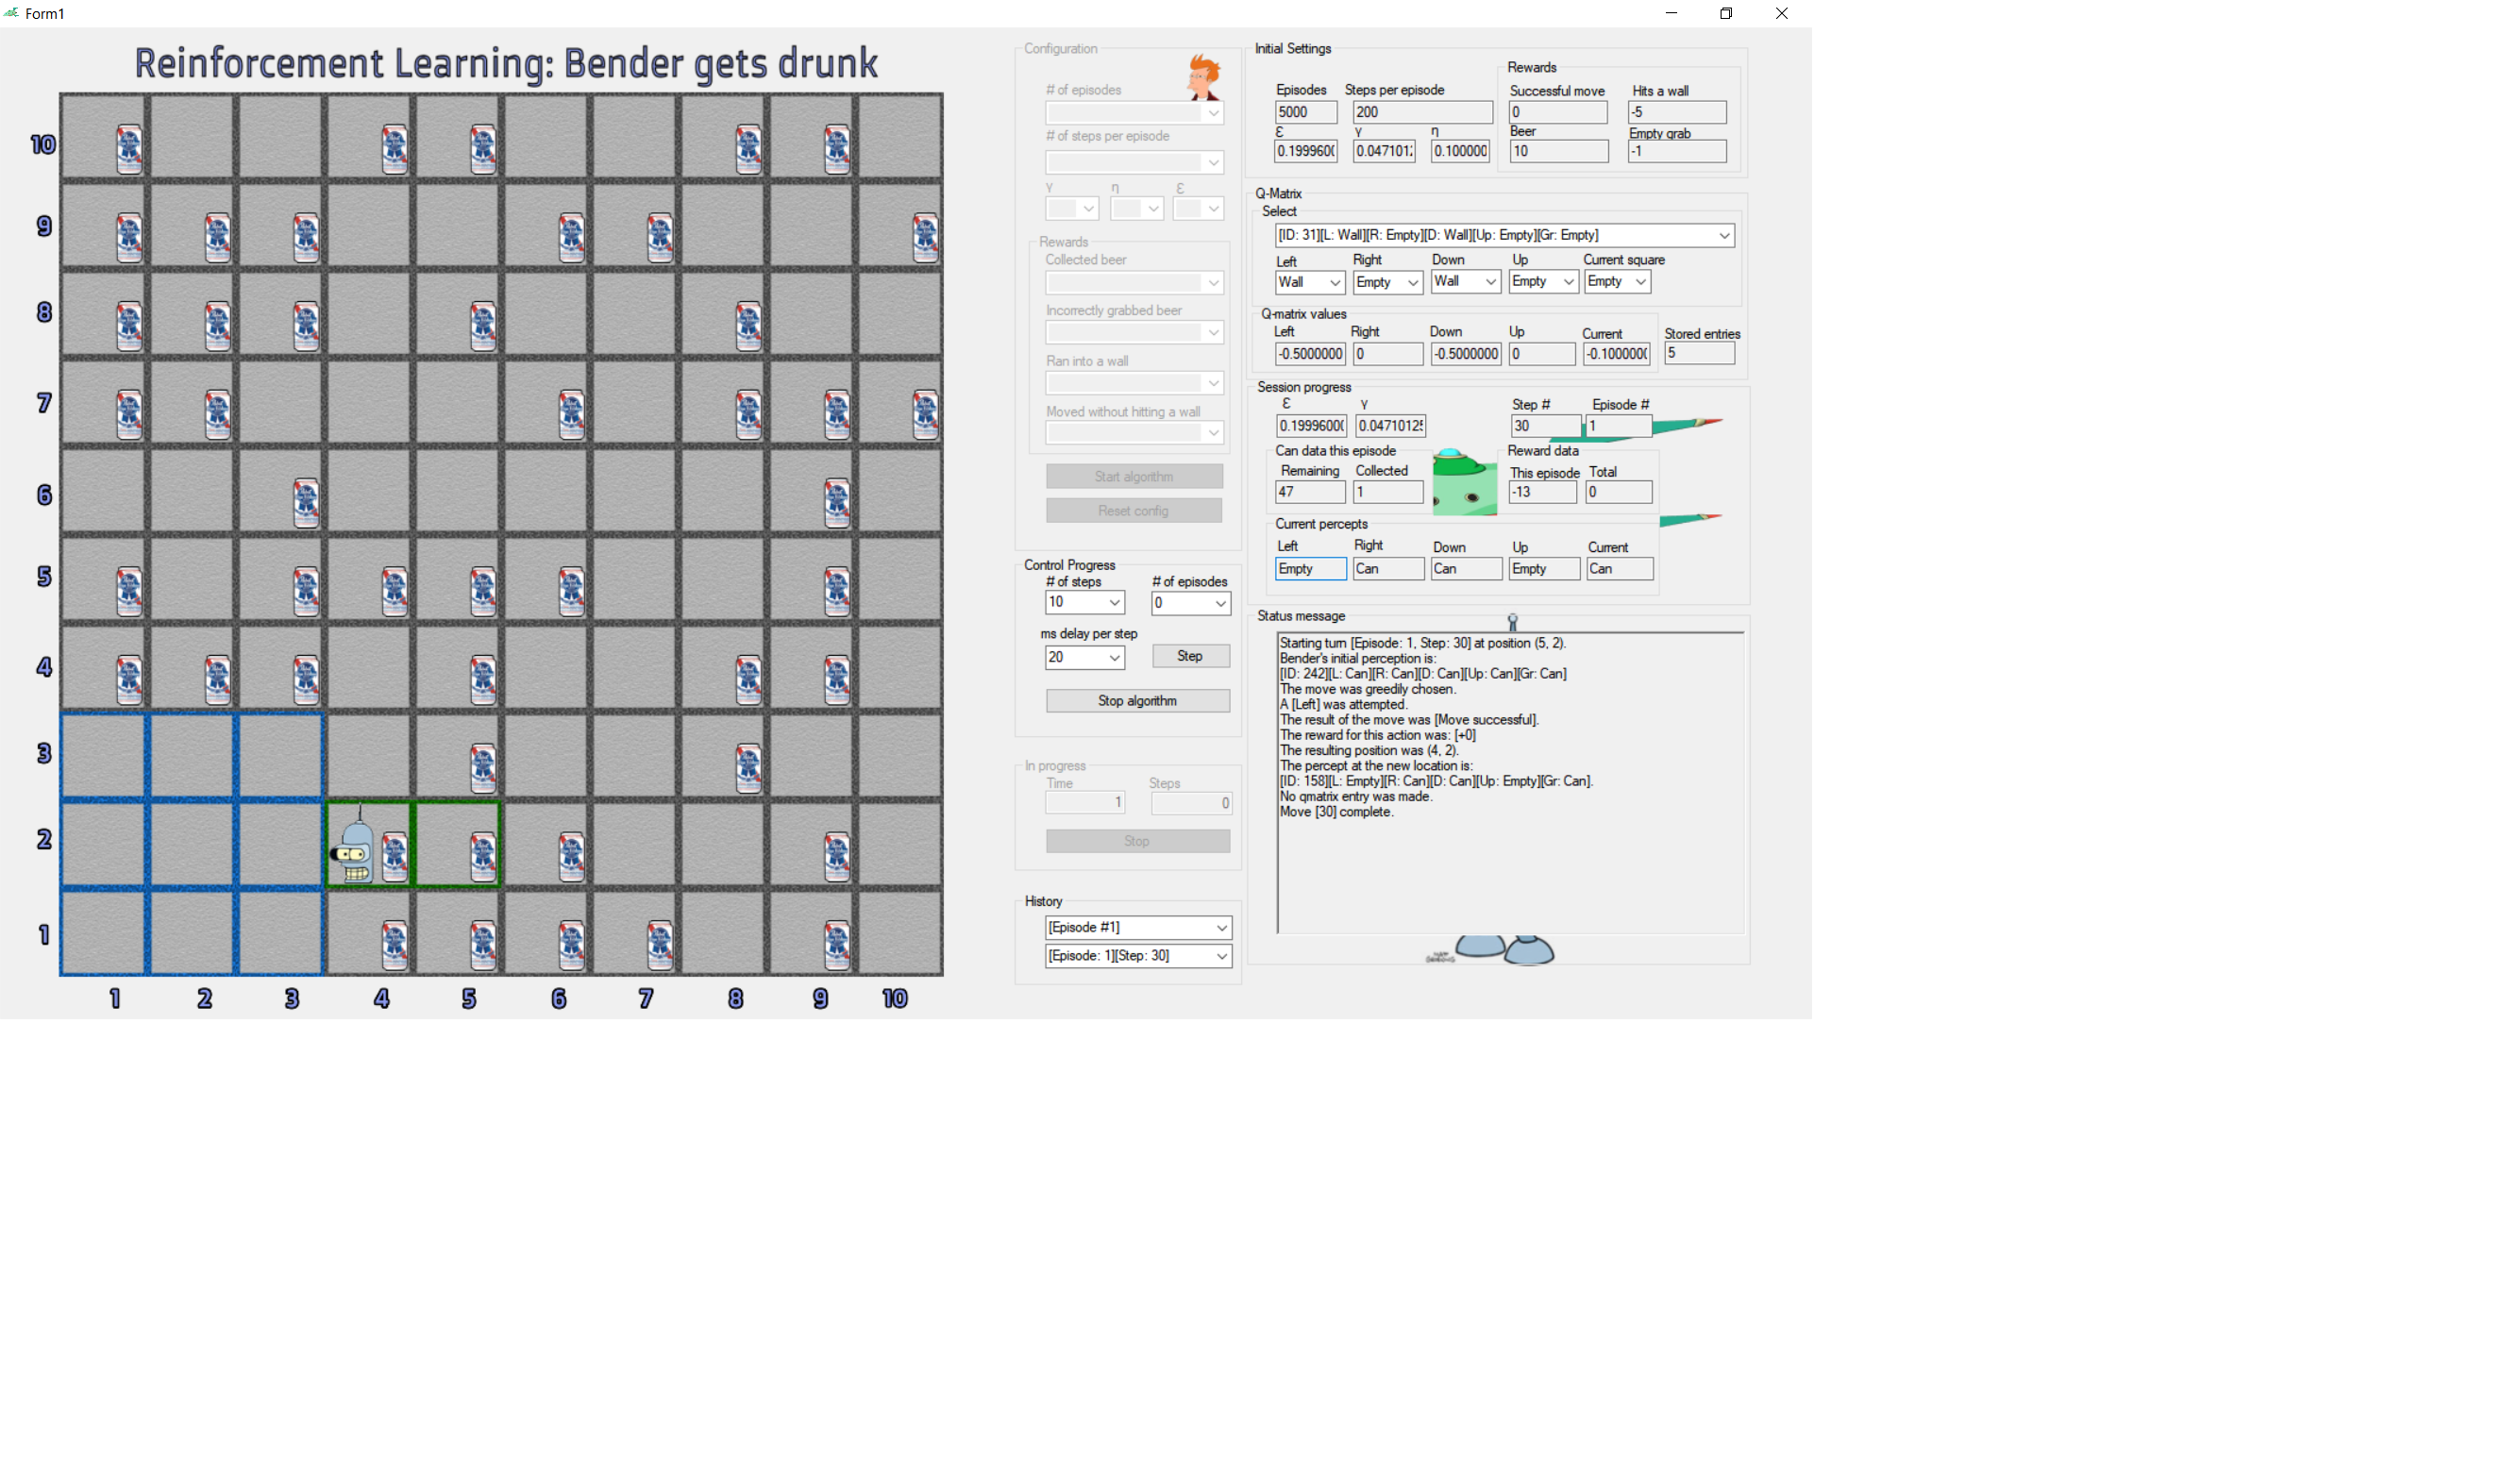 Form1
Reinforcement Learning: Bender gets drunk
10
9
8
7
6
5
4
3
2
1
1 2 3 4 5 6 7 8 9 10
Configuration
# of episodes
# of steps per episode
γ η ε
Rewards
Collected beer
Incorrectly grabbed beer
Ran into a wall
Moved without hitting a wall
Start algorithm
Reset config
Control Progress
# of steps # of episodes
10 0
ms delay per step
20 Step
Stop algorithm
In progress
Time Steps
1 0
Stop
History
[Episode #1]
[Episode: 1][Step: 30]
Initial Settings
Episodes Steps per episode
5000 200
ε γ η
0.199960( 0.047101; 0.100000
Rewards
Successful move Hits a wall
0 -5
Beer Empty grab
10 -1
Q-Matrix
Select
[ID: 31][L: Wall][R: Empty][D: Wall][Up: Empty][Gr: Empty]
Left Right Down Up Current square
Wall Empty Wall Empty Empty
Q-matrix values
Left Right Down Up Current Stored entries
-0.5000000 0 -0.5000000 0 -0.100000( 5
Session progress
ε γ Step # Episode #
0.199960( 0.0471012 30 1
Can data this episode
Remaining Collected
47 1
Reward data
This episode Total
-13 0
Current percepts
Left Right Down Up Current
Empty Can Can Empty Can
Status message
Starting turn [Episode: 1, Step: 30] at position (5, 2).
Bender's initial perception is:
[ID: 242][L: Can][R: Can][D: Can][Up: Can][Gr: Can]
The move was greedily chosen.
A [Left] was attempted.
The result of the move was [Move successful].
The reward for this action was: [+0]
The resulting position was (4, 2).
The percept at the new location is:
[ID: 158][L: Empty][R: Can][D: Can][Up: Empty][Gr: Can].
No qmatrix entry was made.
Move [30] complete.